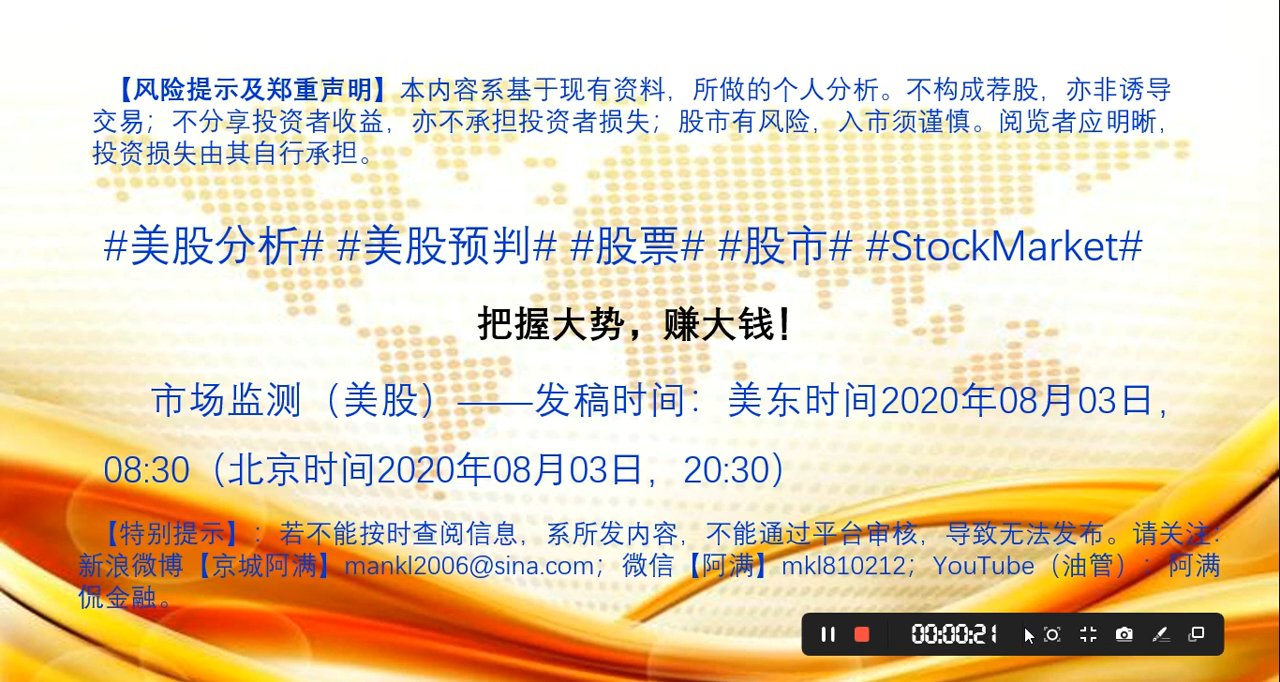 【风险提示及郑重声明】本内容系基于现有资料，所做的个人分析。不构成荐股，亦非诱导
交易；不分享投资者收益，亦不承担投资者损失；股市有风险，入市须谨慎。阅览者应明晰，
投资损失由其自行承担。
#美股分析# #美股预判# #股票# #股市# #StockMarket#
把握大势，赚大钱！
市场监测（美股）——发稿时间：美东时间2020年08月03日，
08:30（北京时间2020年08月03日，20:30）
【特别提示】：若不能按时查阅信息，系所发内容，不能通过平台审核，导致无法发布。请关注：
新浪微博【京城阿满】mankl2006@sina.com；微信【阿满】mkl810212；YouTube（油管）：阿满
侃金融。
00:00:21